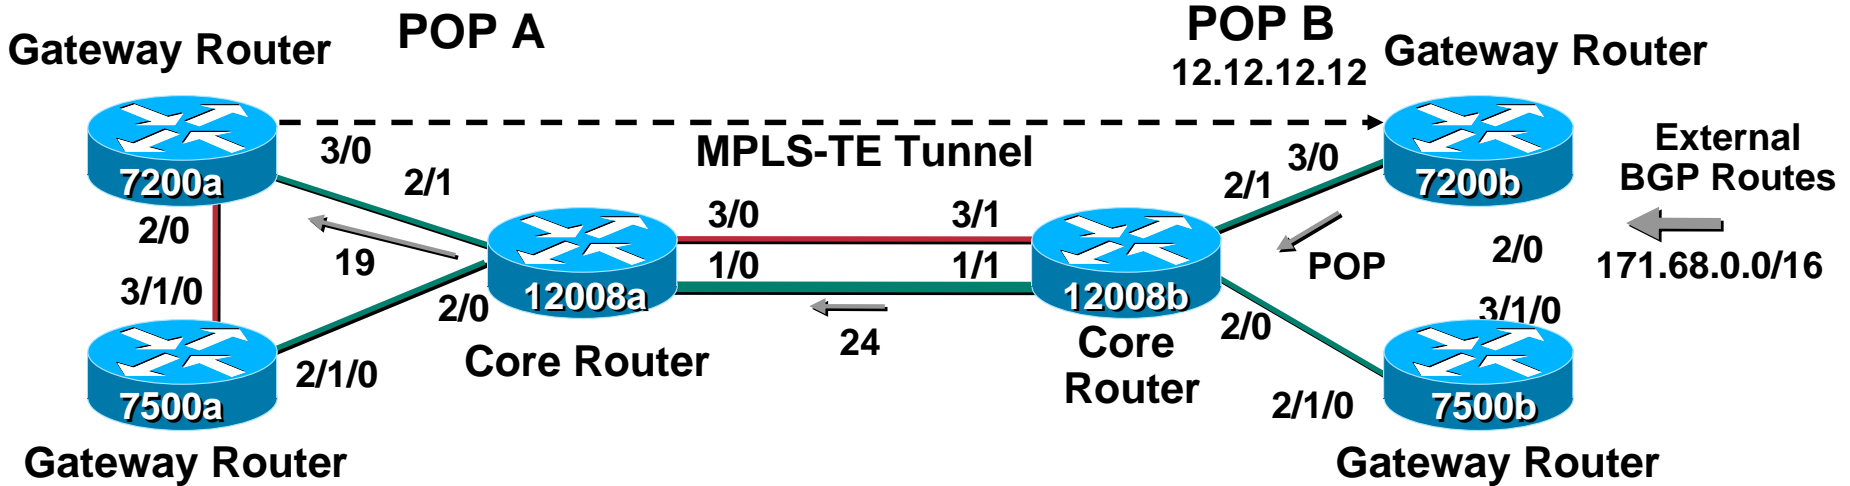 POP A
POP B
Gateway Router
12.12.12.12
Gateway Router
3/0
MPLS-TE Tunnel
3/0
External
BGP Routes
7200a
2/1
2/1
7200b
2/0
3/0
3/1
19
1/0
1/1
POP
2/0
171.68.0.0/16
3/1/0
12008a
12008b
2/0
2/0
3/1/0
24
Core Router
Core
Router
2/1/0
2/1/0
7500a
7500b
Gateway Router
Gateway Router